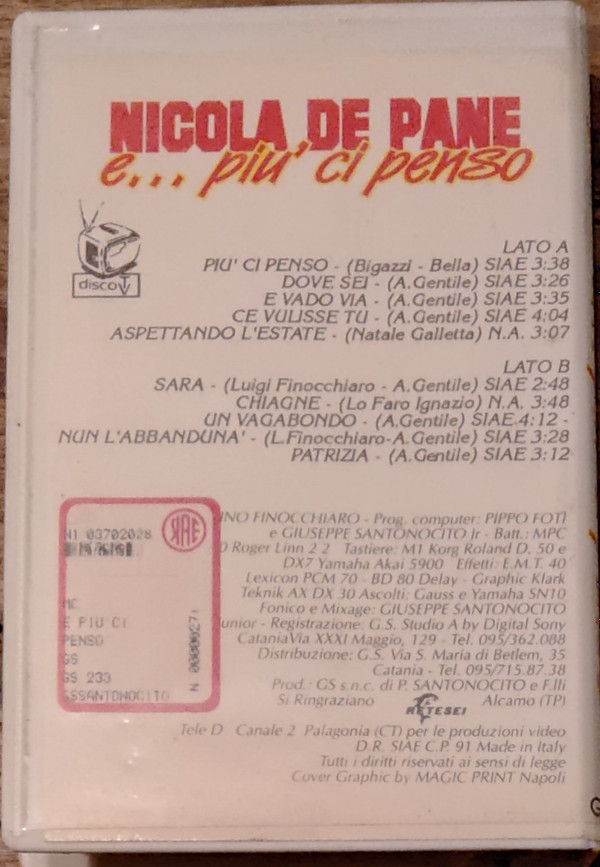 NICOLA DE PANE
e... piu' ci penso
discoTV
LATO A
PIU' CI PENSO - (Bigazzi - Bella) SIAE 3:38
DOVE SEI - (A.Gentile) SIAE 3:26
E VADO VIA - (A.Gentile) SIAE 3:35
CE VULISSE TU - (A.Gentile) SIAE 4:04
ASPETTANDO L'ESTATE - (Natale Galletta) N.A. 3:07
LATO B
SARA - (Luigi Finocchiaro - A.Gentile) SIAE 2:48
CHIAGNE - (Lo Faro Ignazio) N.A. 3:48
UN VAGABONDO - (A.Gentile) SIAE 4:12 -
NUN L'ABBANDUNA' - (L.Finocchiaro-A.Gentile) SIAE 3:28
PATRIZIA - (A.Gentile) SIAE 3:12
INO FINOCCHIARO - Prog. computer: PIPPO FOTÌ
e GIUSEPPE SANTONOCITO Jr - Batt.: MPC
0 Roger Linn 2 2 Tastiere: M1 Korg Roland D. 50 e
DX7 Yamaha Akai 5900 Effetti: E.M.T. 40
Lexicon PCM 70 - BD 80 Delay - Graphic Klark
Teknik AX DX 30 Ascolti: Gauss e Yamaha SN10
Fonico e Mixage: GIUSEPPE SANTONOCITO
unior - Registrazione: G.S. Studio A by Digital Sony
CataniaVia XXXI Maggio, 129 - Tel. 095/362.088
Distribuzione: G.S. Via S. Maria di Betlem, 35
Catania - Tel. 095/715.87.38
Prod.: GS s.n.c. di P. SANTONOCITO e F.lli
Si Ringraziano RETESEI Alcamo (TP)
Tele D Canale 2 Palagonia (CT) per le produzioni video
D.R. SIAE C.P. 91 Made in Italy
Tutti i diritti riservati ai sensi di legge
Cover Graphic by MAGIC PRINT Napoli
N1 03702028
MC
E PIU CI
PENSO
GS
GS 233
GSSANTONOCITO